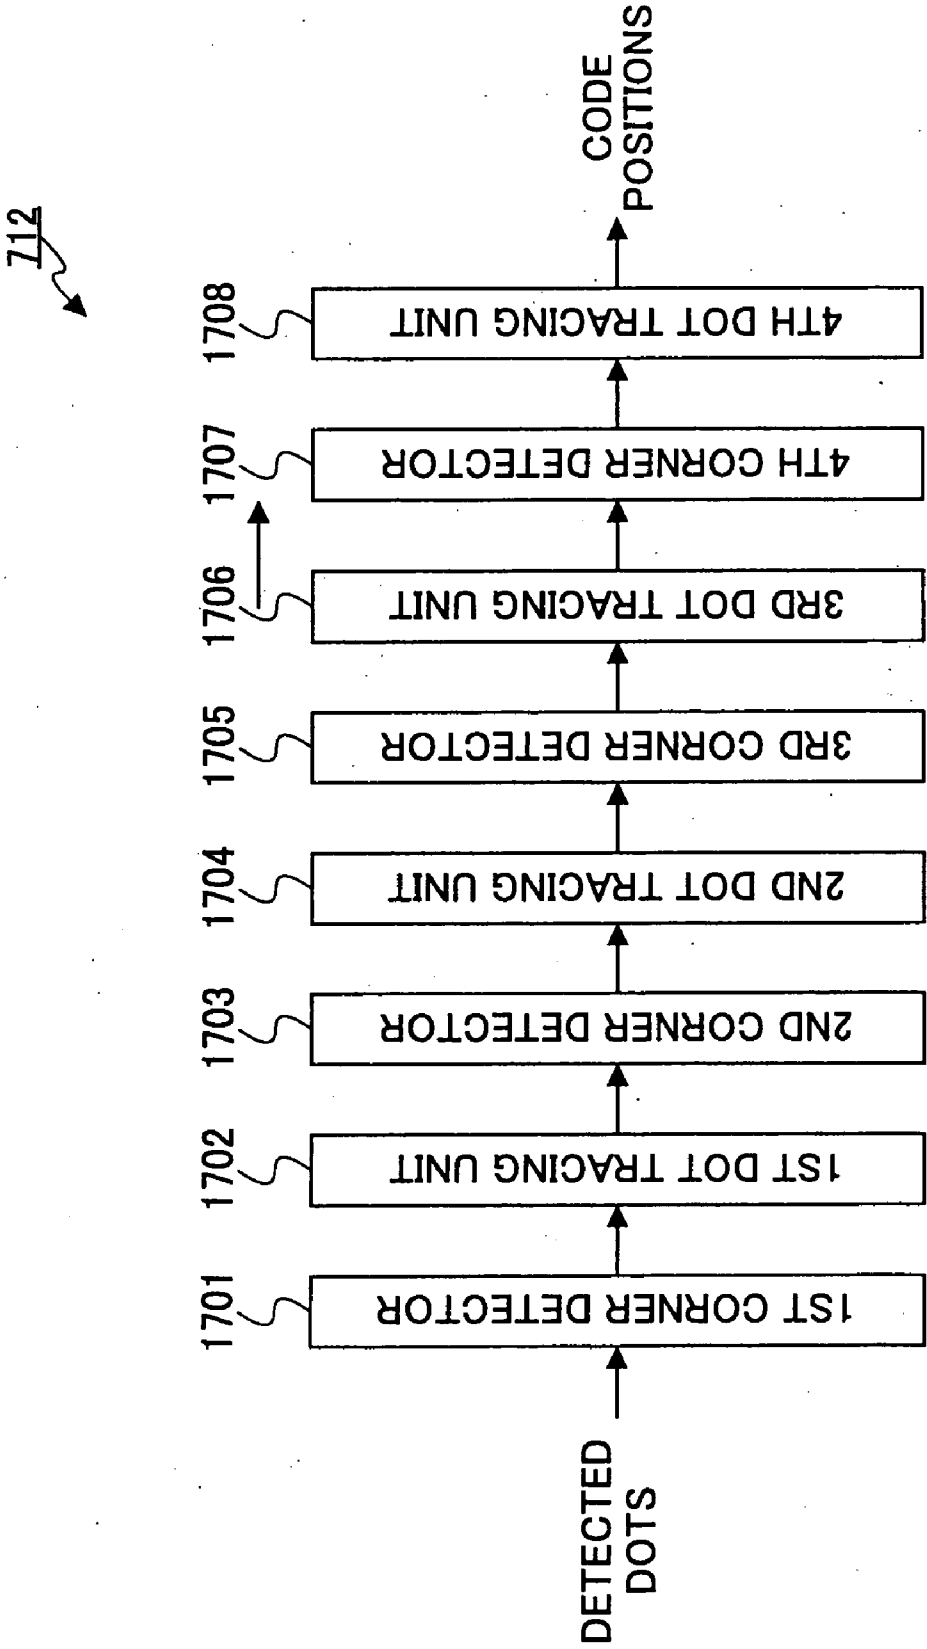 712
DETECTED
DOTS
1701
1ST CORNER DETECTOR
1702
1ST DOT TRACING UNIT
1703
2ND CORNER DETECTOR
1704
2ND DOT TRACING UNIT
1705
3RD CORNER DETECTOR
1706
3RD DOT TRACING UNIT
1707
4TH CORNER DETECTOR
1708
4TH DOT TRACING UNIT
CODE
POSITIONS